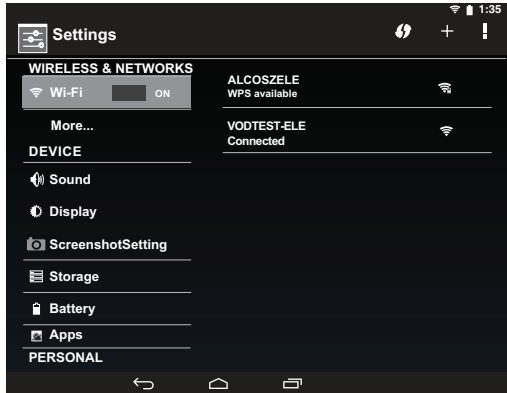 1:35
Settings
WIRELESS & NETWORKS
Wi-Fi ON
More...
DEVICE
Sound
Display
ScreenshotSetting
Storage
Battery
Apps
PERSONAL
ALCOSZELE
WPS available
VODTEST-ELE
Connected